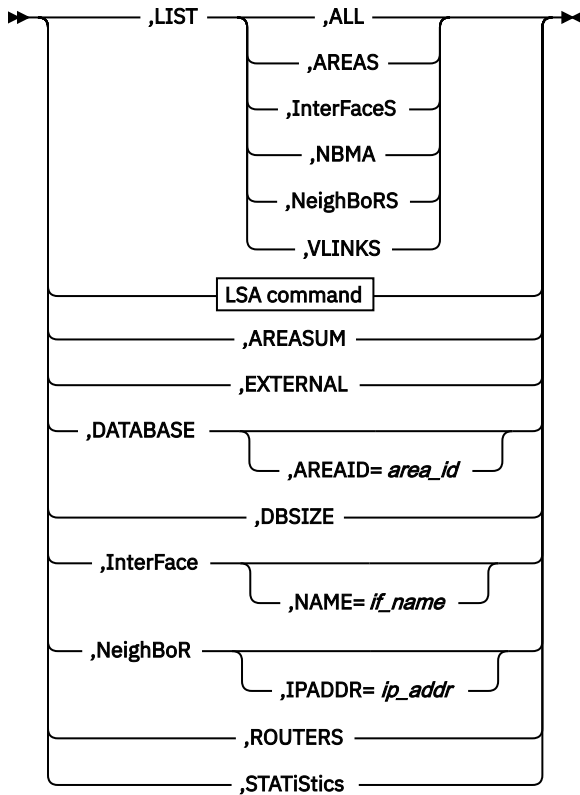 ,LIST ,ALL
,AREAS
,InterFaceS
,NBMA
,NeighBoRS
,VLINKS
LSA command
,AREASUM
,EXTERNAL
,DATABASE
,AREAID= area_id
,DBSIZE
,InterFace
,NAME= if_name
,NeighBoR
,IPADDR= ip_addr
,ROUTERS
,STATiStics